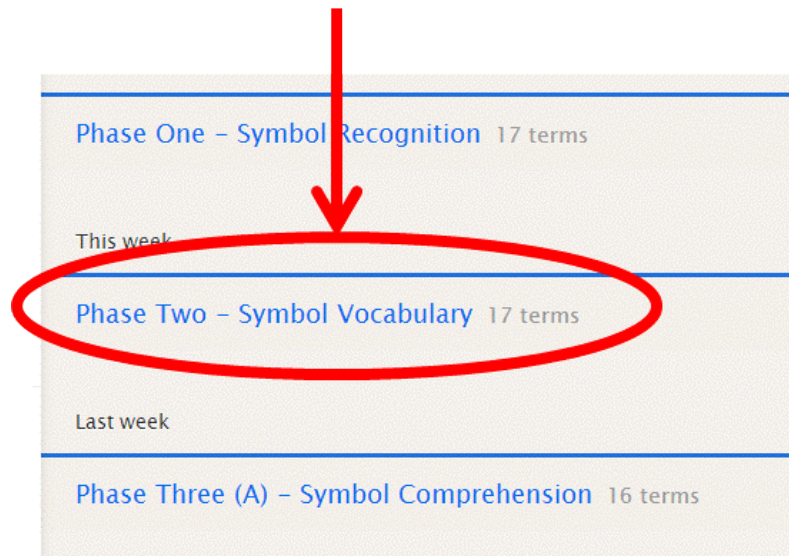 Phase One – Symbol Recognition 17 terms
This week
Phase Two – Symbol Vocabulary 17 terms
Last week
Phase Three (A) – Symbol Comprehension 16 terms